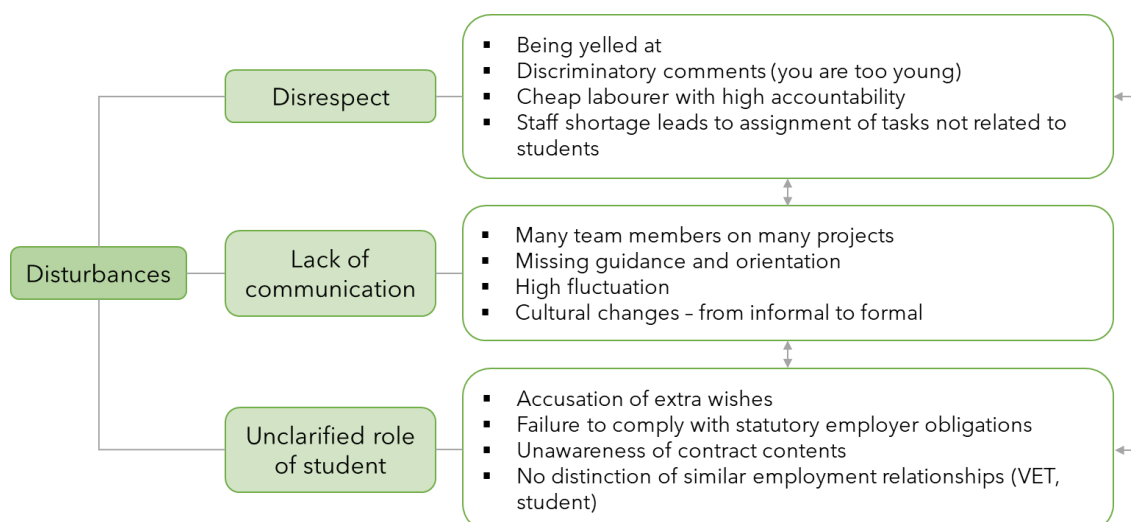 Disturbances
Disrespect
▪ Being yelled at
▪ Discriminatory comments (you are too young)
▪ Cheap labourer with high accountability
▪ Staff shortage leads to assignment of tasks not related to
students
Lack of
communication
▪ Many team members on many projects
▪ Missing guidance and orientation
▪ High fluctuation
▪ Cultural changes – from informal to formal
Unclarified role
of student
▪ Accusation of extra wishes
▪ Failure to comply with statutory employer obligations
▪ Unawareness of contract contents
▪ No distinction of similar employment relationships (VET,
student)